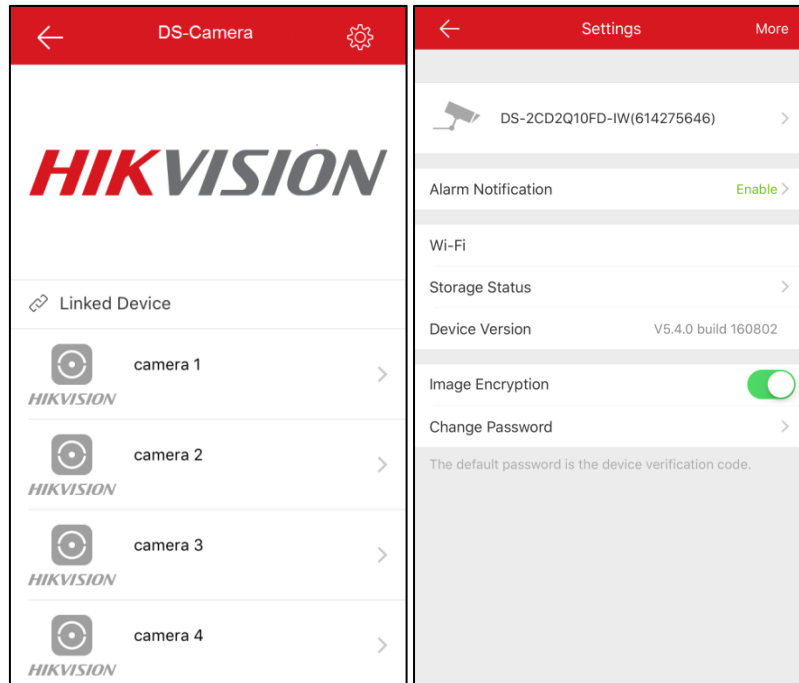 DS-Camera
HIKVISION
Linked Device
camera 1
HIKVISION
camera 2
HIKVISION
camera 3
HIKVISION
camera 4
HIKVISION
Settings More
DS-2CD2Q10FD-IW(614275646)
Alarm Notification Enable
Wi-Fi
Storage Status
Device Version V5.4.0 build 160802
Image Encryption
Change Password
The default password is the device verification code.